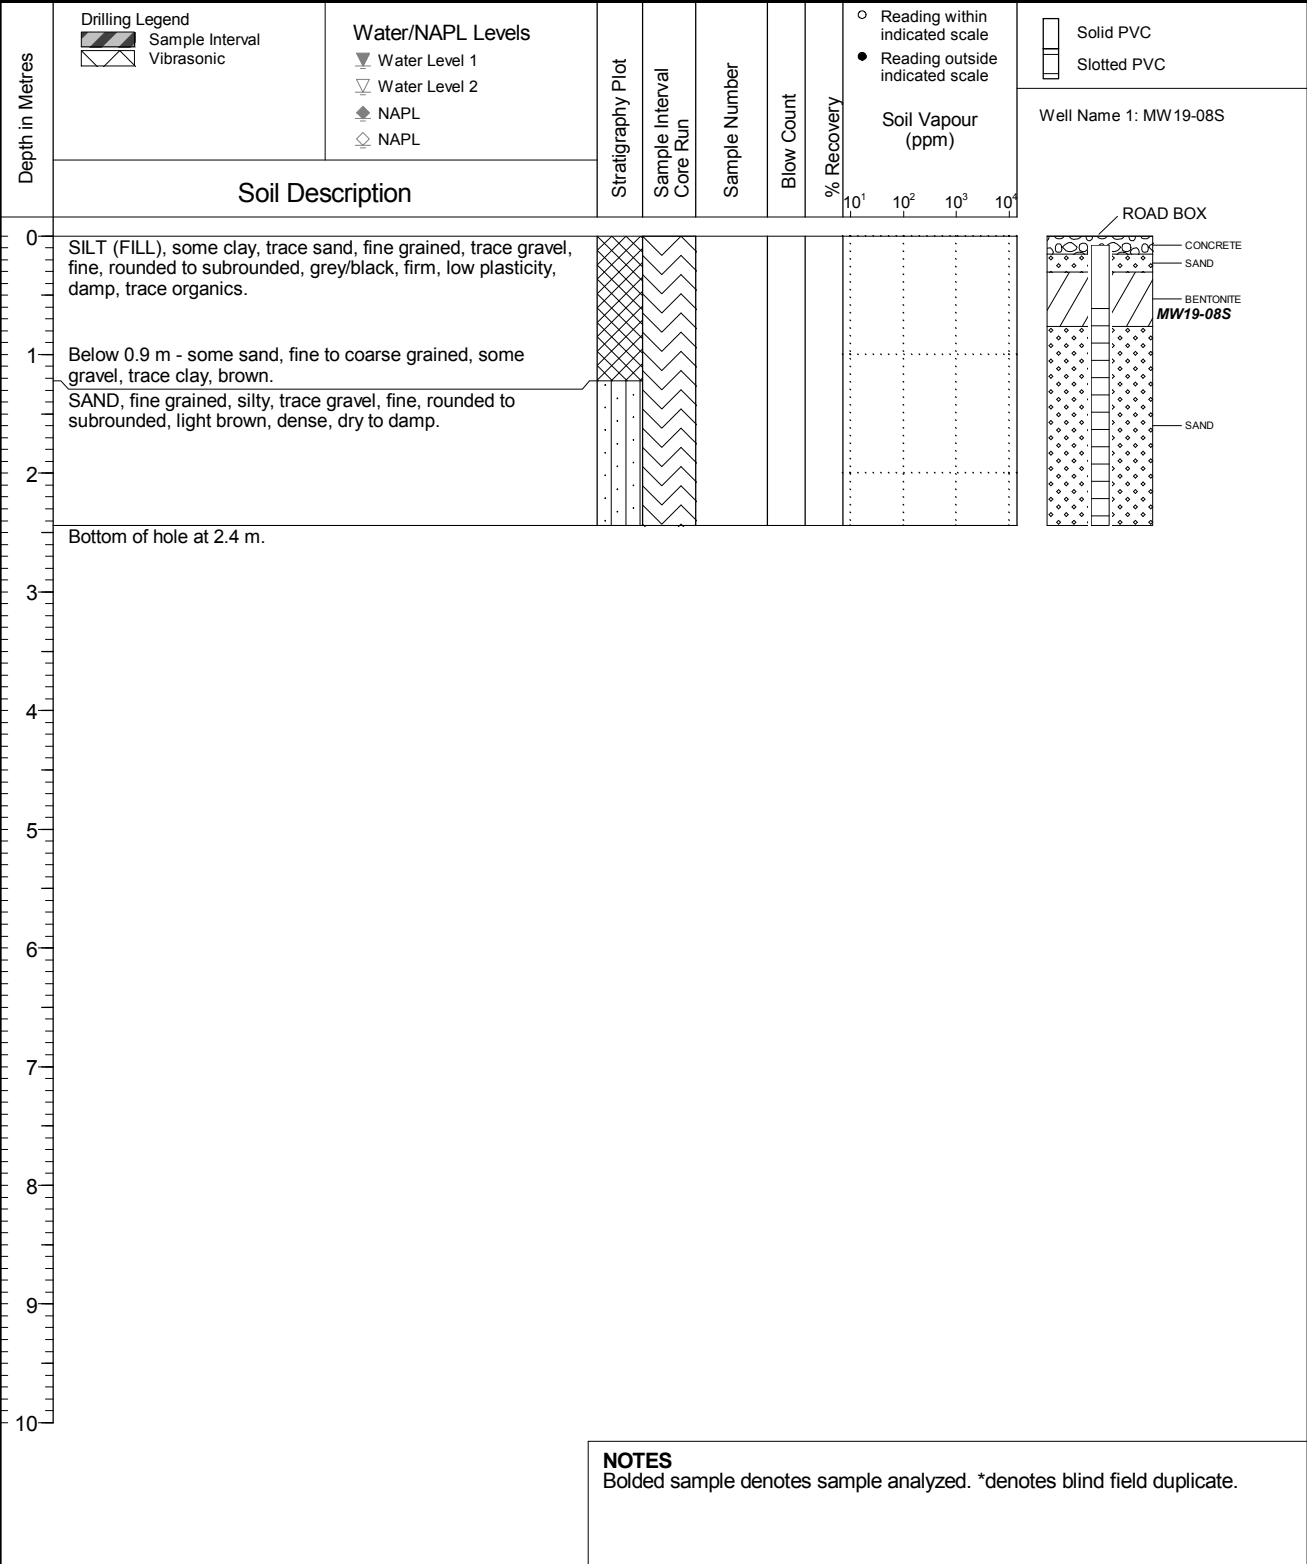 Depth in Metres
Drilling Legend
Sample Interval
Vibrasonic
Water/NAPL Levels
Water Level 1
Water Level 2
NAPL
NAPL
Soil Description
Stratigraphy Plot
Sample Interval
Core Run
Sample Number
Blow Count
% Recovery
Reading within
indicated scale
Reading outside
indicated scale
Soil Vapour
(ppm)
10¹ 10² 10³ 10⁴
Solid PVC
Slotted PVC
Well Name 1: MW19-08S
ROAD BOX
0
SILT (FILL), some clay, trace sand, fine grained, trace gravel,
fine, rounded to subrounded, grey/black, firm, low plasticity,
damp, trace organics.
CONCRETE
SAND
BENTONITE
MW19-08S
1
Below 0.9 m - some sand, fine to coarse grained, some
gravel, trace clay, brown.
SAND, fine grained, silty, trace gravel, fine, rounded to
subrounded, light brown, dense, dry to damp.
SAND
2
Bottom of hole at 2.4 m.
3
4
5
6
7
8
9
10
NOTES
Bolded sample denotes sample analyzed. *denotes blind field duplicate.